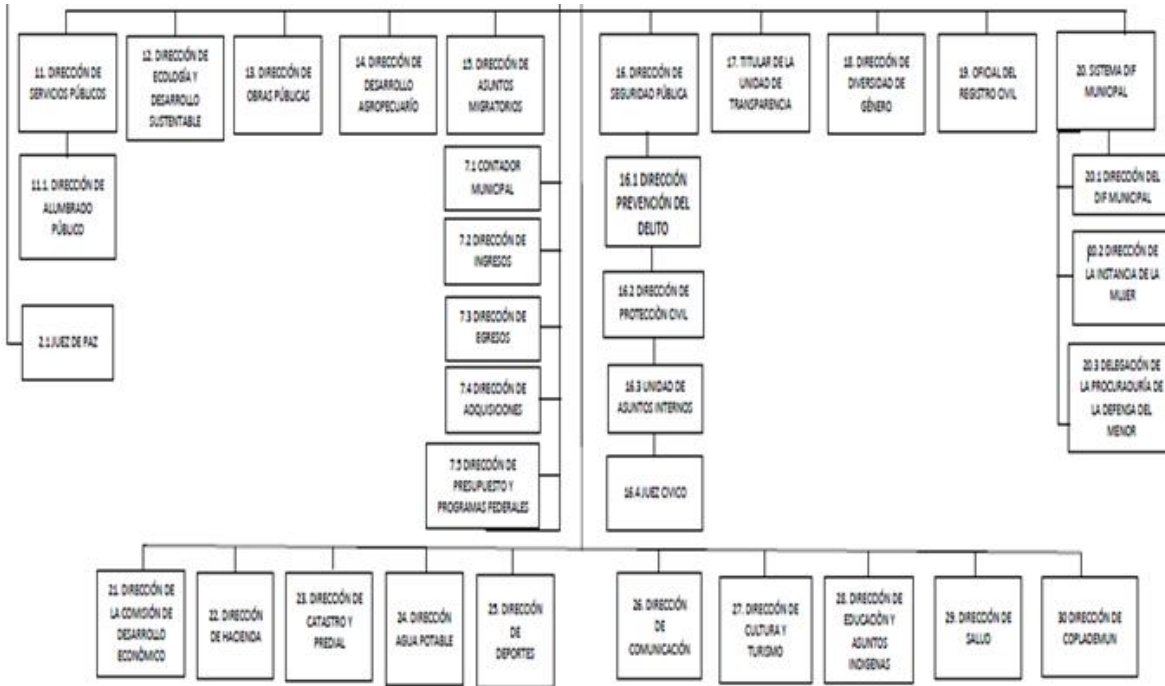 11. DIRECCIÓN DE
SERVICIOS PÚBLICOS
12. DIRECCIÓN DE
ECOLOGÍA Y
DESARROLLO
SUSTENTABLE
13. DIRECCIÓN DE
OBRAS PÚBLICAS
14. DIRECCIÓN DE
DESARROLLO
AGROPECUARÍO
15. DIRECCIÓN DE
ASUNTOS
MIGRATORIOS
16. DIRECCIÓN DE
SEGURIDAD PÚBLICA
17. TITULAR DE LA
UNIDAD DE
TRANSPARENCIA
18. DIRECCIÓN DE
DIVERSIDAD DE
GÉNERO
19. OFICIAL DEL
REGISTRO CIVIL
20. SISTEMA DIF
MUNICIPAL
11.1. DIRECCIÓN DE
ALUMBRADO
PÚBLICO
2.1 JUEZ DE PAZ
7.1 CONTADOR
MUNICIPAL
7.2 DIRECCIÓN DE
INGRESOS
7.3 DIRECCIÓN DE
EGRESOS
7.4 DIRECCIÓN DE
ADQUISICIONES
7.5 DIRECCIÓN DE
PRESUPUESTO Y
PROGRAMAS FEDERALES
16.1 DIRECCIÓN
PREVENCIÓN DEL
DELITO
16.2 DIRECCIÓN DE
PROTECCIÒN CIVIL
16.3 UNIDAD DE
ASUNTOS INTERNOS
16.4 JUEZ CIVICO
20.1 DIRECCIÓN DEL
DIF MUNICIPAL
20.2 DIRECCIÓN DE
LA INSTANCIA DE LA
MUJER
20.3 DELEGACIÓN DE
LA PROCURADURÍA DE
LA DEFENSA DEL
MENOR
21. DIRECCIÓN DE
LA COMISIÓN DE
DESARROLLO
ECONÒMICO
22. DIRECCIÓN
DE HACIENDA
23. DIRECCIÓN DE
CATASTRO Y
PREDIAL
24. DIRECCIÓN
AGUA POTABLE
25. DIRECCIÓN
DE
DEPORTES
26. DIRECCIÓN
DE
COMUNICACIÓN
27. DIRECCIÓN DE
CULTURA Y
TURISMO
28. DIRECCIÓN DE
EDUCACIÒN Y
ASUNTOS
INDIGENAS
29. DIRECCIÓN DE
SALUD
30 DIRECCIÓN DE
COPLADEMUN